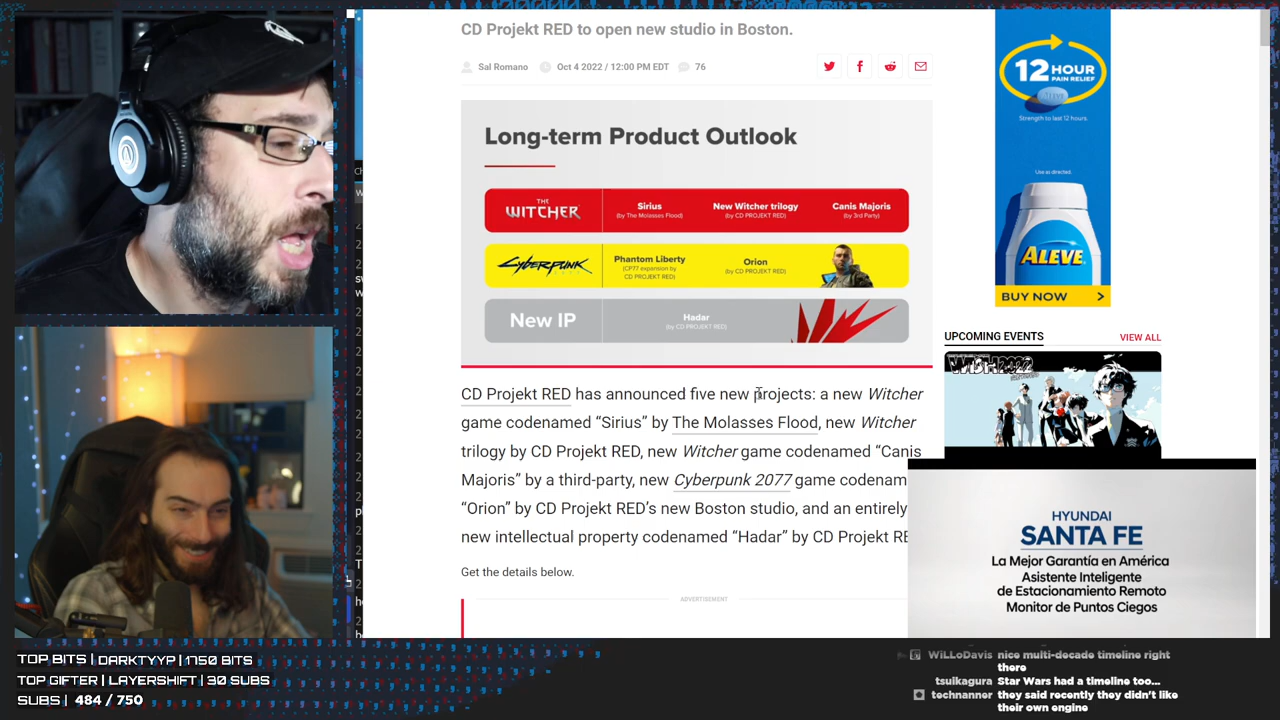 CD Projekt RED to open new studio in Boston.
Sal Romano Oct 4 2022 / 12:00 PM EDT 76
Long-term Product Outlook
THE WITCHER
Sirius
(by The Molasses Flood)
New Witcher trilogy
(by CD PROJEKT RED)
Canis Majoris
(by 3rd Party)
Cyberpunk
Phantom Liberty
(CP77 expansion by
CD PROJEKT RED)
Orion
(by CD PROJEKT RED)
New IP
Hadar
(by CD PROJEKT RED)
CD Projekt RED has announced five new projects: a new Witcher
game codenamed “Sirius” by The Molasses Flood, new Witcher
trilogy by CD Projekt RED, new Witcher game codenamed “Canis
Majoris” by a third-party, new Cyberpunk 2077 game codenam
“Orion” by CD Projekt RED’s new Boston studio, and an entirely
new intellectual property codenamed “Hadar” by CD Projekt RE
Get the details below.
ADVERTISEMENT
12 HOUR
PAIN RELIEF
ALEVE
Strength to last 12 hours.
Use as directed.
ALEVE
BUY NOW >
UPCOMING EVENTS
VIEW ALL
HYUNDAI
SANTA FE
La Mejor Garantía en América
Asistente Inteligente
de Estacionamiento Remoto
Monitor de Puntos Ciegos
TOP BITS | DARKTYYP | 1750 BITS
TOP GIFTER | LAYERSHIFT | 30 SUBS
SUBS | 484 / 750
WiLLoDavis nice multi-decade timeline right
there
tsuikagura Star Wars had a timeline too...
technanner they said recently they didn't like
their own engine